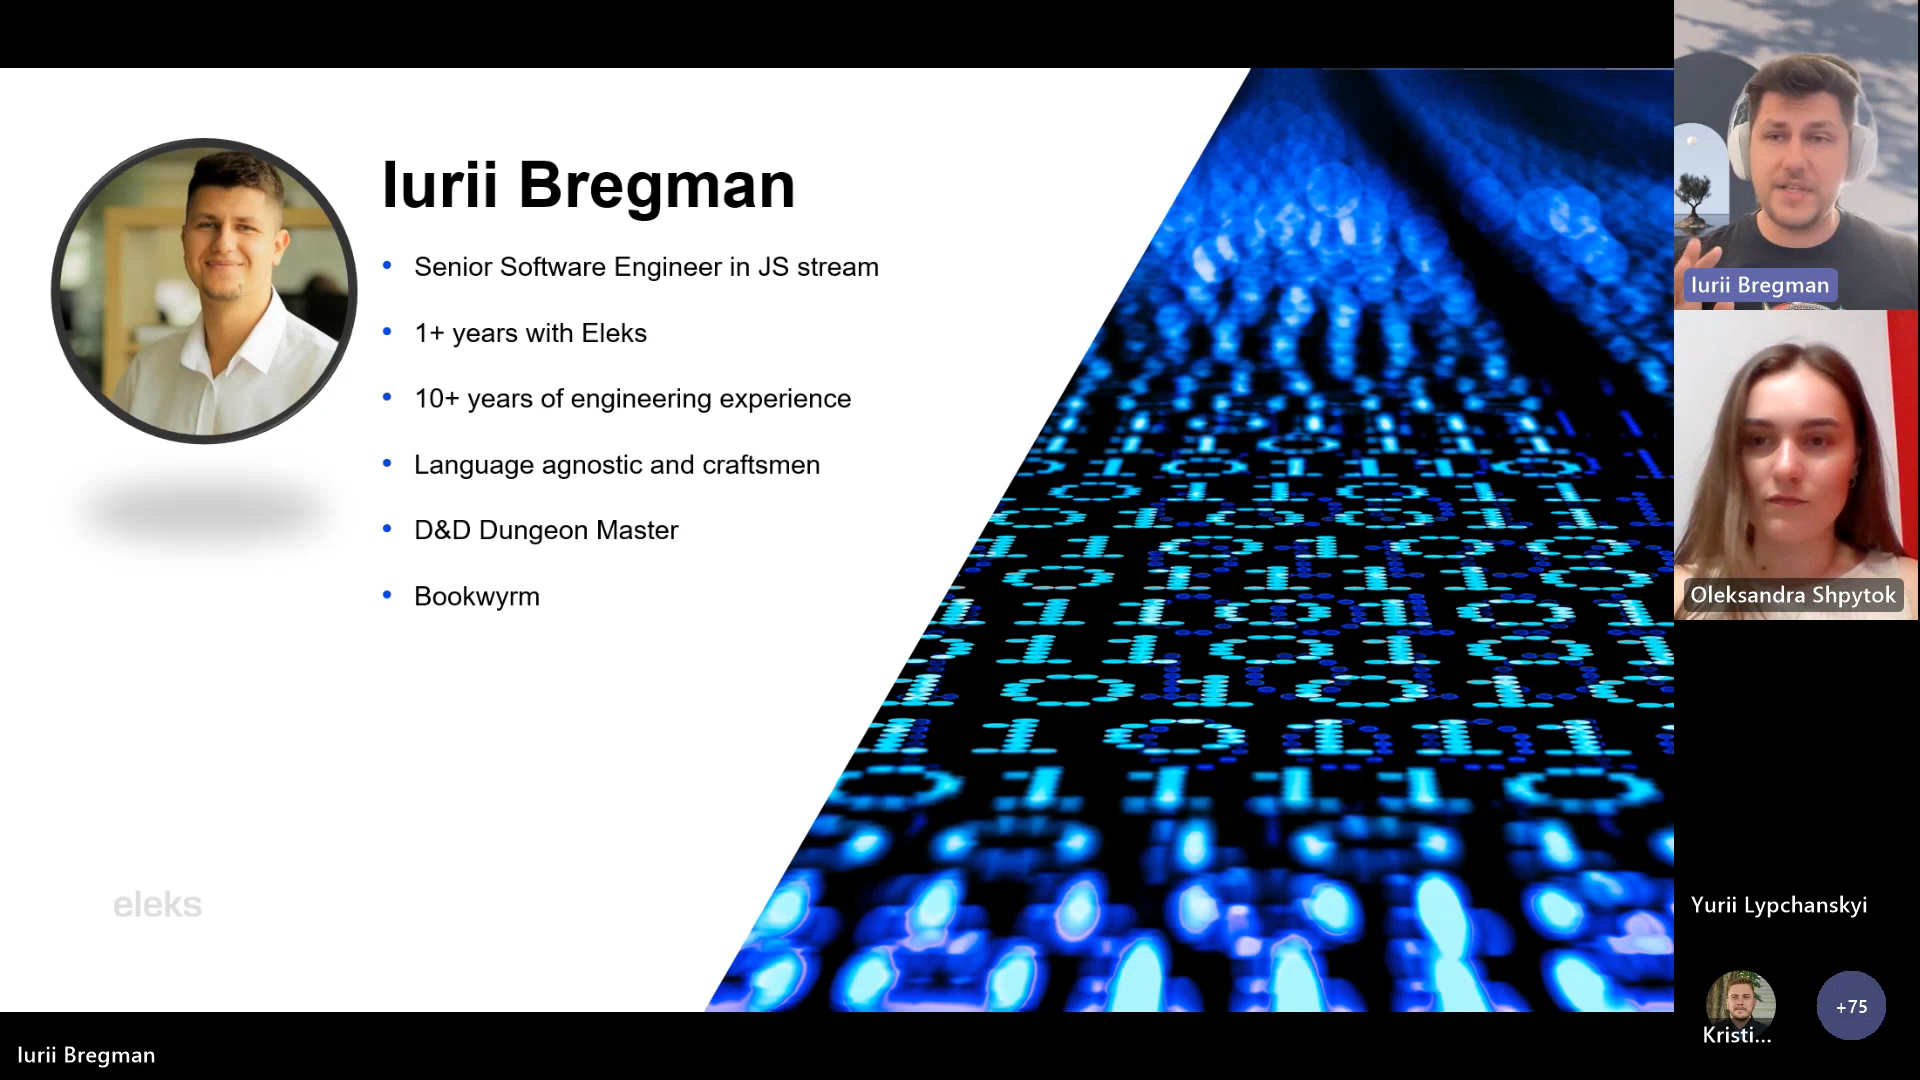 Iurii Bregman
Senior Software Engineer in JS stream
1+ years with Eleks
10+ years of engineering experience
Language agnostic and craftsmen
D&D Dungeon Master
Bookwyrm
eleks
Iurii Bregman
Iurii Bregman
Oleksandra Shpytok
Yurii Lypchanskyi
Kristi...
+75